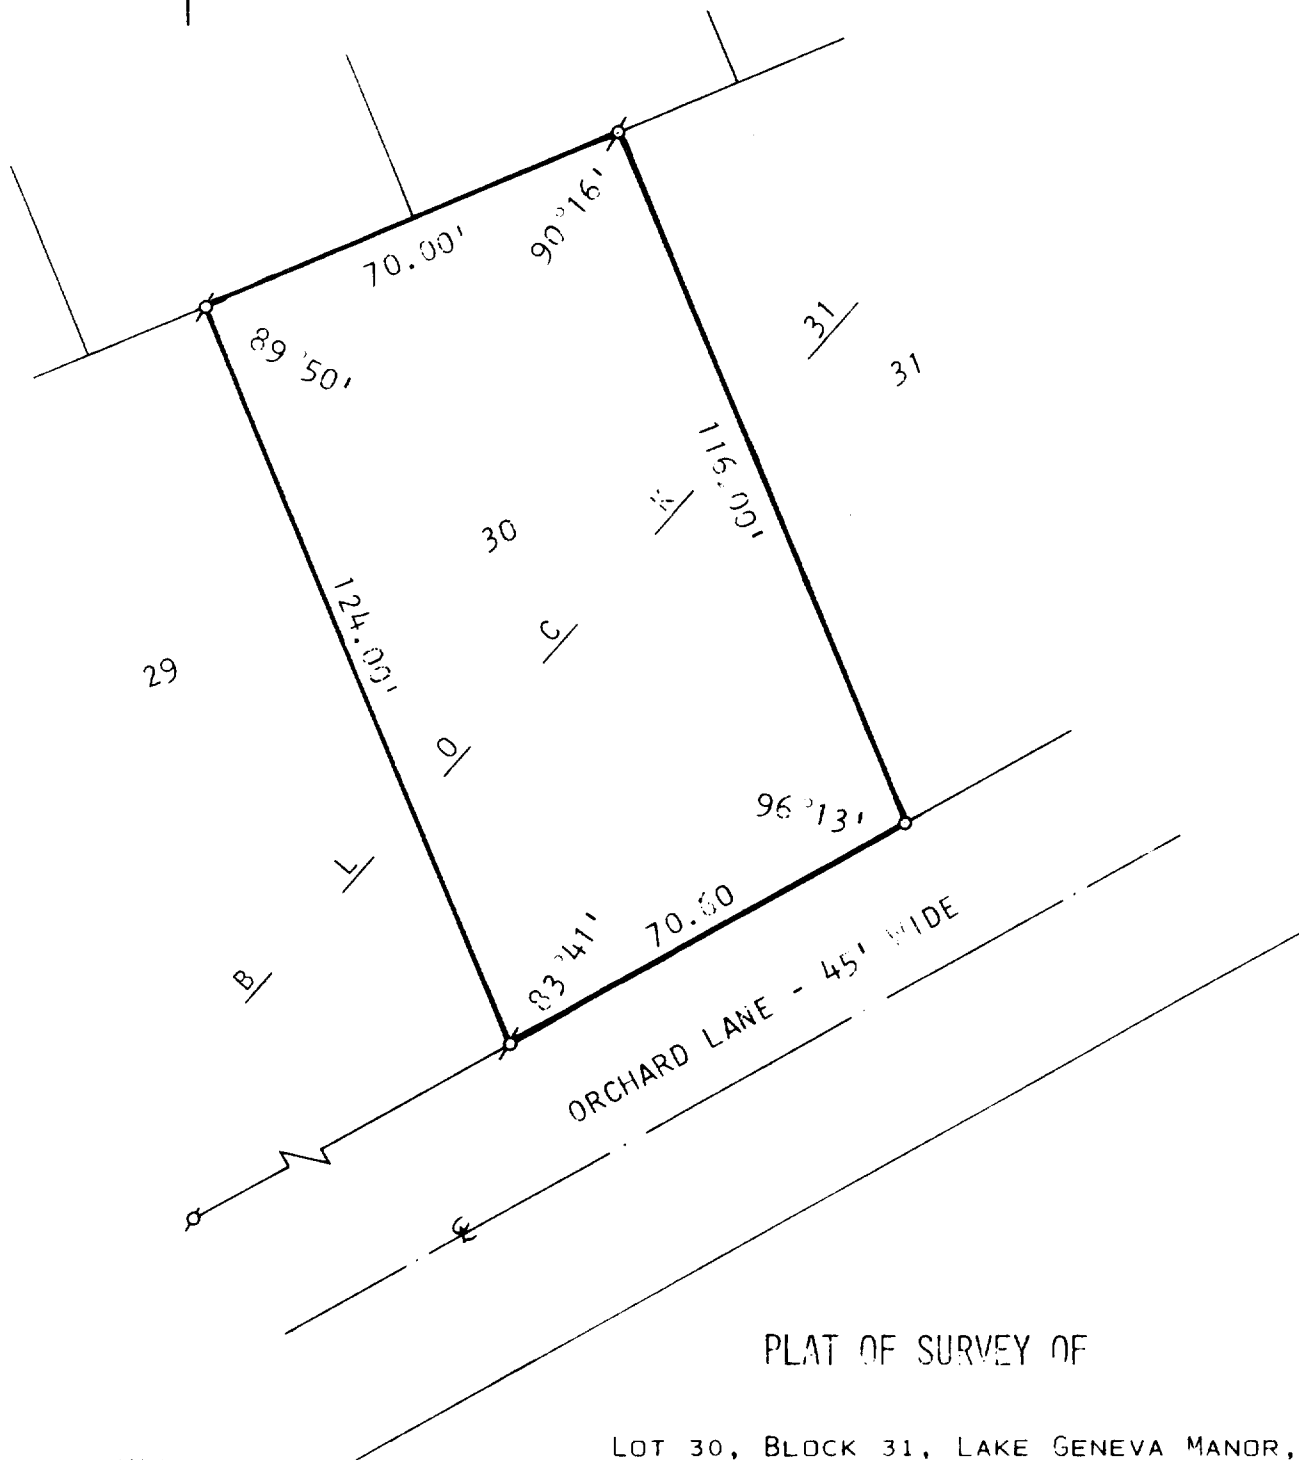 70.00'
90°16'
89°50'
31
31
116.00'
30
K
C
124.00'
29
O
96°13'
L
70.60
83°41'
B
ORCHARD LANE - 45' WIDE
℄
PLAT OF SURVEY OF
LOT 30, BLOCK 31, LAKE GENEVA MANOR,